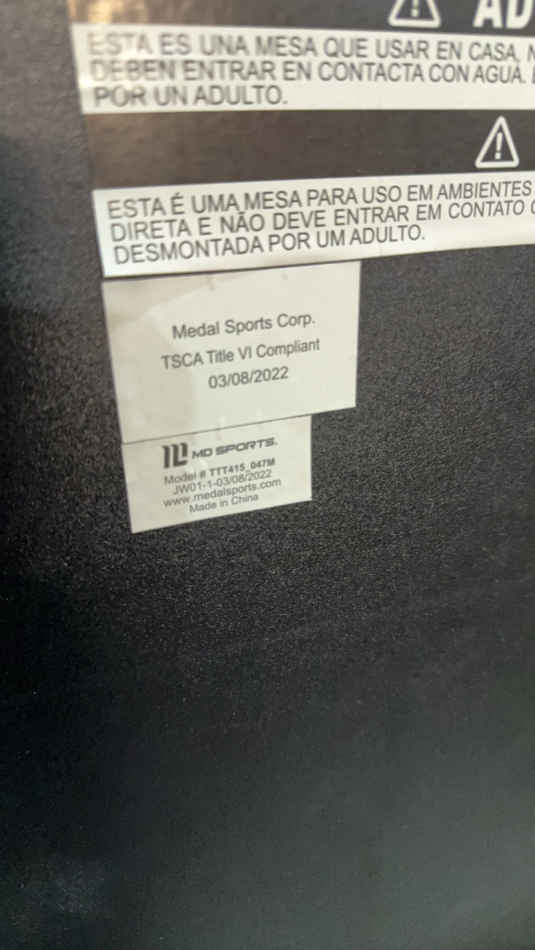 AD
ESTA ES UNA MESA QUE USAR EN CASA,
DEBEN ENTRAR EN CONTACTA CON AGUA.
POR UN ADULTO.
ESTA É UMA MESA PARA USO EM AMBIENTES
DIRETA E NÃO DEVE ENTRAR EM CONTATO
DESMONTADA POR UM ADULTO.
Medal Sports Corp.
TSCA Title VI Compliant
03/08/2022
MD SPORTS.
Model # TTT415_047M
JW01-1-03/08/2022
www.medalsports.com
Made in China